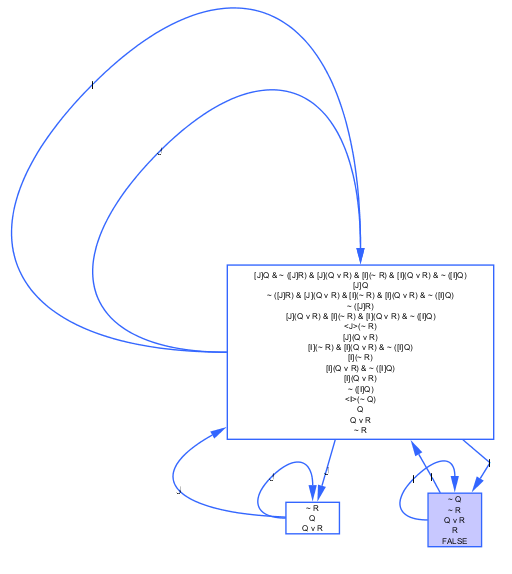 I
J
[J]Q & ~ ([J]R) & [J](Q v R) & [I](~ R) & [I](Q v R) & ~ ([I]Q)
[J]Q
~ ([J]R) & [J](Q v R) & [I](~ R) & [I](Q v R) & ~ ([I]Q)
~ ([J]R)
[J](Q v R) & [I](~ R) & [I](Q v R) & ~ ([I]Q)
<J>(~ R)
[J](Q v R)
[I](~ R) & [I](Q v R) & ~ ([I]Q)
[I](~ R)
[I](Q v R) & ~ ([I]Q)
[I](Q v R)
~ ([I]Q)
<I>(~ Q)
Q
Q v R
~ R
J
J
J
I
I
I
~ R
Q
Q v R
~ Q
~ R
Q v R
R
FALSE